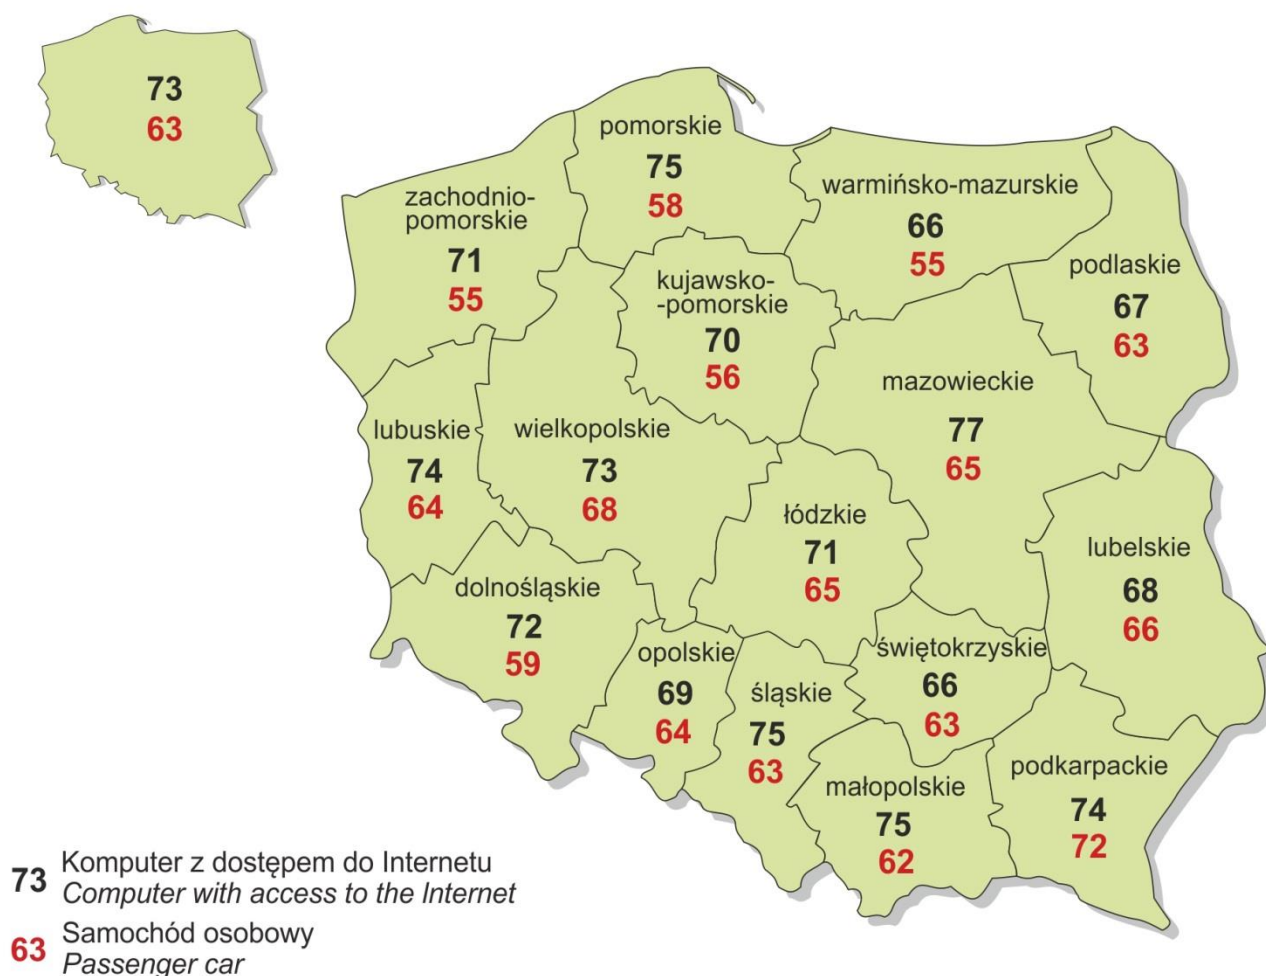 73
63
pomorskie
75
58
warmińsko-mazurskie
66
55
zachodnio-
pomorskie
71
55
kujawsko-
-pomorskie
70
56
podlaskie
67
63
mazowieckie
77
65
lubuskie
74
64
wielkopolskie
73
68
łódzkie
71
65
lubelskie
68
66
dolnośląskie
72
59
opolskie
69
64
śląskie
75
63
świętokrzyskie
66
63
małopolskie
75
62
podkarpackie
74
72
73 Komputer z dostępem do Internetu
Computer with access to the Internet
63 Samochód osobowy
Passenger car